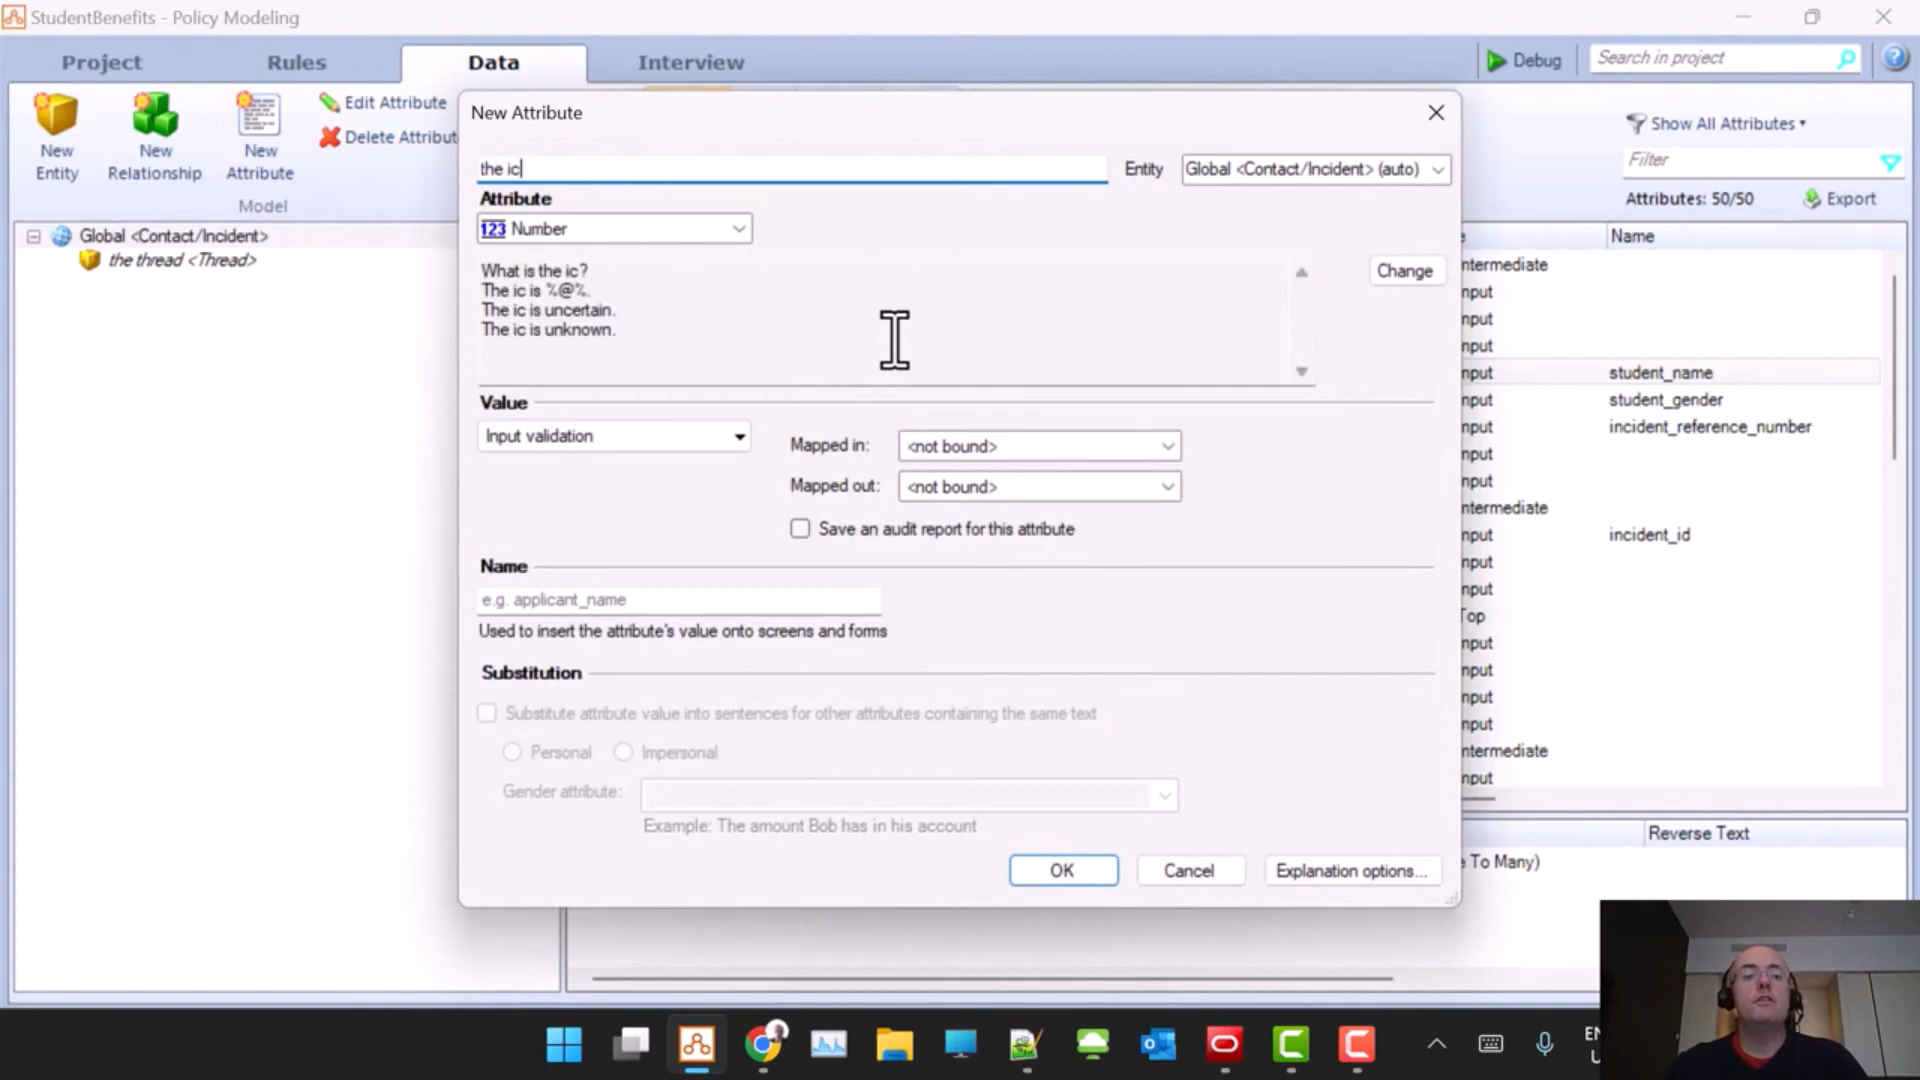 StudentBenefits - Policy Modeling
Project
Rules
Data
Interview
Debug
Search in project
New Entity
New Relationship
New Attribute
Edit Attribute
Delete Attribut
Model
Global <Contact/Incident>
the thread <Thread>
New Attribute
the ic
Entity
Global <Contact/Incident> (auto)
Attribute
123 Number
What is the ic?
The ic is %@%.
The ic is uncertain.
The ic is unknown.
Change
Value
Input validation
Mapped in:
<not bound>
Mapped out:
<not bound>
Save an audit report for this attribute
Name
e.g. applicant_name
Used to insert the attribute's value onto screens and forms
Substitution
Substitute attribute value into sentences for other attributes containing the same text
Personal
Impersonal
Gender attribute:
Example: The amount Bob has in his account
OK
Cancel
Explanation options...
Show All Attributes
Filter
Attributes: 50/50
Export
e
Name
ntermediate
nput
nput
nput
nput student_name
nput student_gender
nput incident_reference_number
nput
nput
ntermediate
nput incident_id
nput
nput
Top
nput
nput
nput
nput
ntermediate
nput
Reverse Text
e To Many)
EN
U